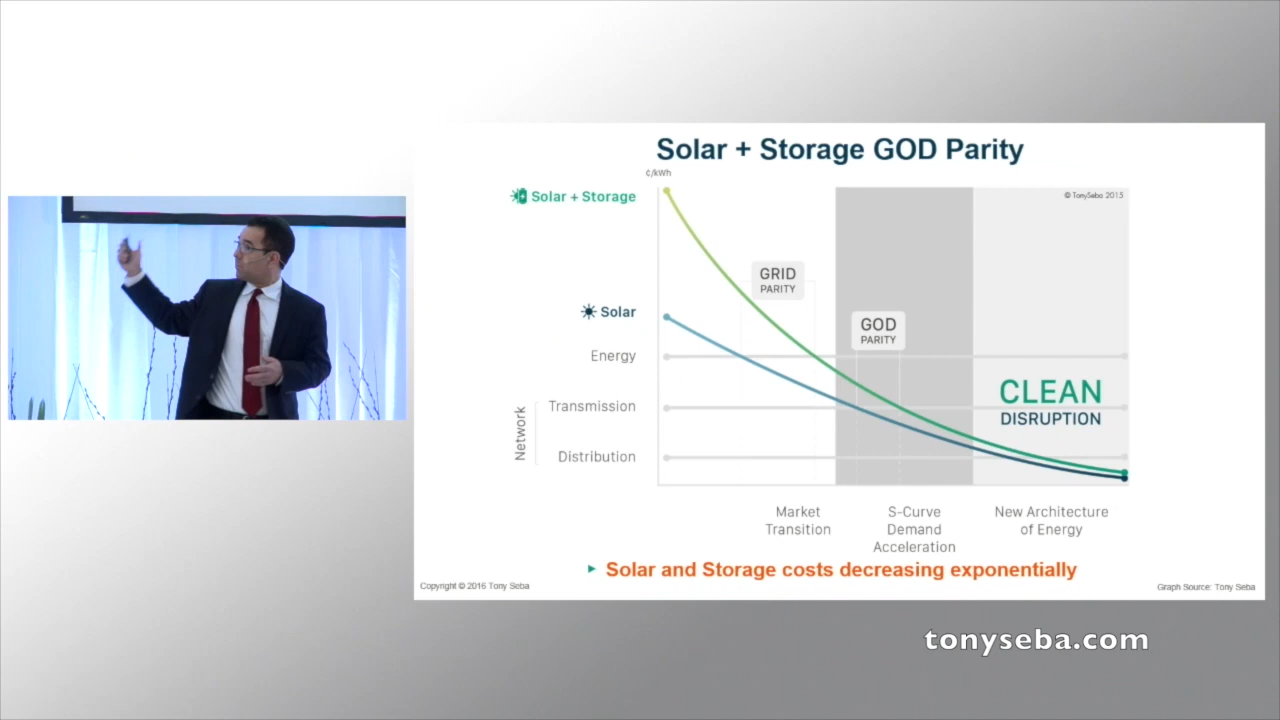 Solar + Storage GOD Parity
¢/kWh
Solar + Storage
© TonySeba 2015
GRID
PARITY
Solar
GOD
PARITY
Energy
CLEAN
DISRUPTION
Transmission
Network
Distribution
Market
Transition
S-Curve
Demand
Acceleration
New Architecture
of Energy
Solar and Storage costs decreasing exponentially
Copyright © 2016 Tony Seba
Graph Source: Tony Seba
tonyseba.com